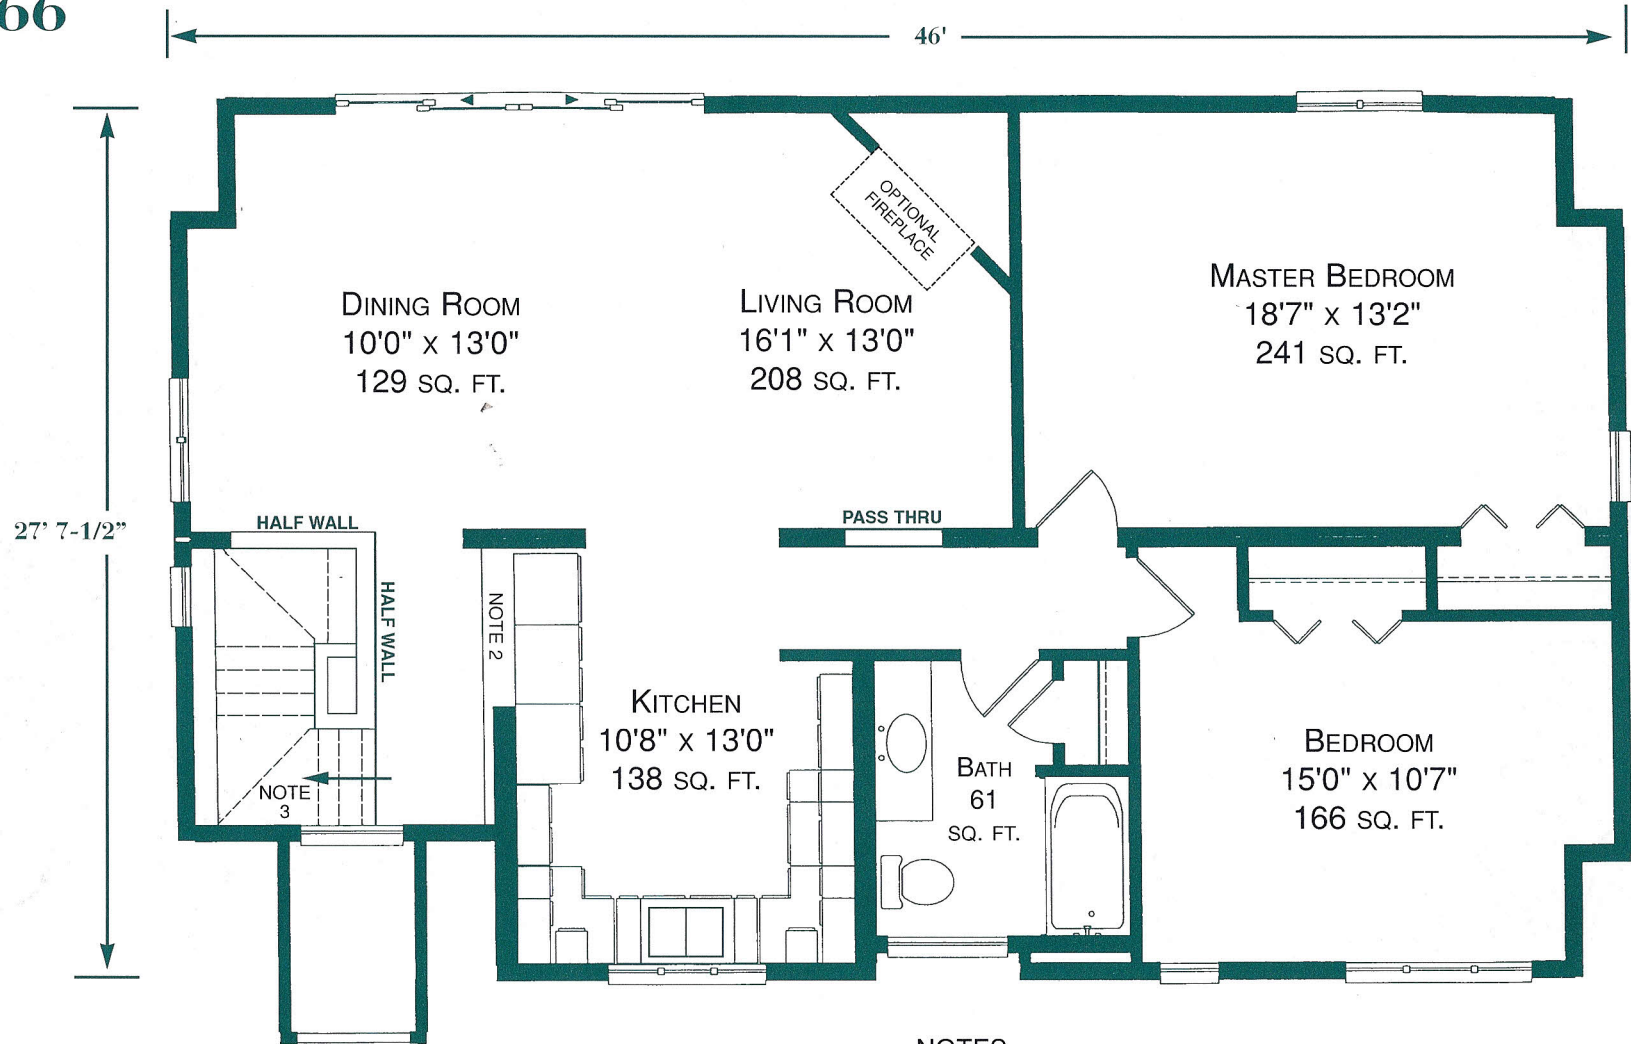 66
46'
27' 7-1/2”
OPTIONAL
FIREPLACE
DINING ROOM
10'0" X 13'0"
129 SQ. FT.
LIVING ROOM
16'1" X 13'0"
208 SQ. FT.
MASTER BEDROOM
18'7" X 13'2"
241 SQ. FT.
HALF WALL
PASS THRU
HALF WALL
NOTE 2
KITCHEN
10'8" X 13'0"
138 SQ. FT.
BATH
61
SQ. FT.
BEDROOM
15'0" X 10'7"
166 SQ. FT.
NOTE
3
NOTES